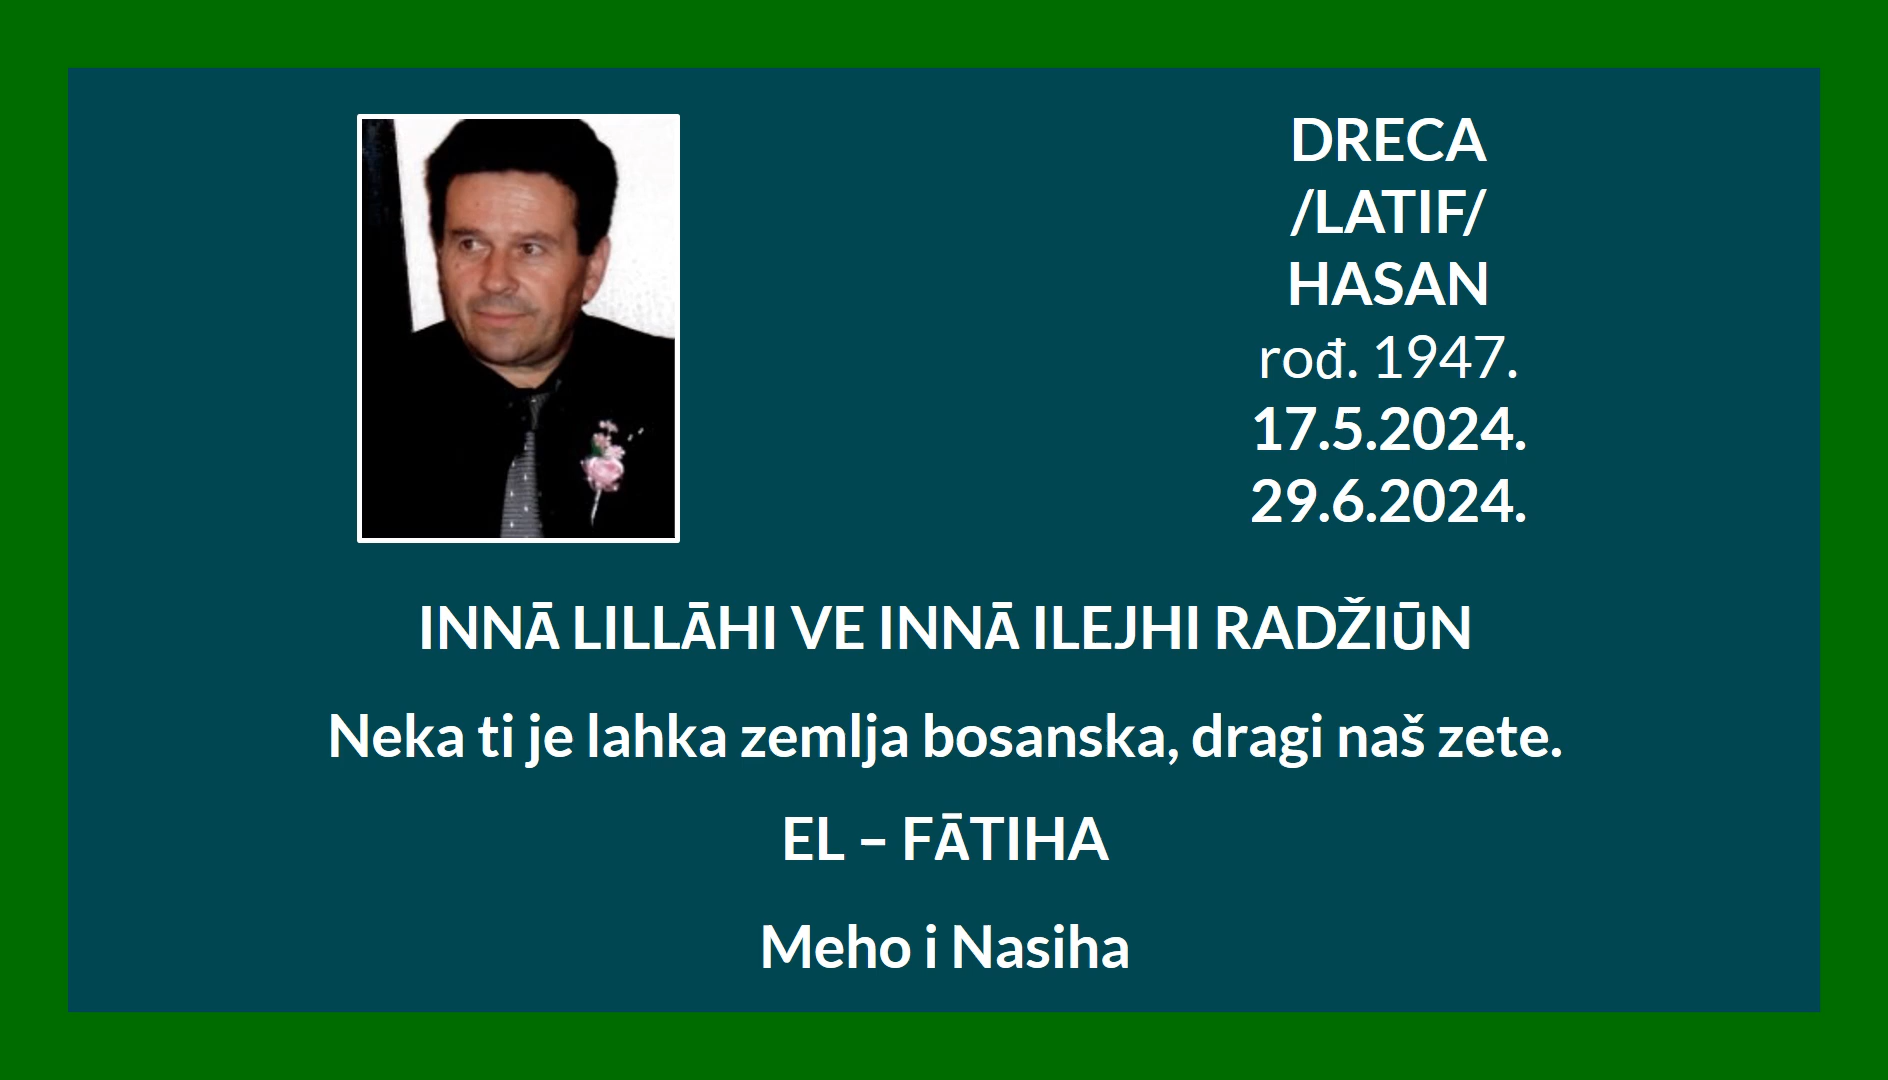 DRECA
/LATIF/
HASAN
rođ. 1947.
17.5.2024.
29.6.2024.
INNĀ LILLĀHI VE INNĀ ILEJHI RADŽIŪN
Neka ti je lahka zemlja bosanska, dragi naš zete.
EL – FĀTIHA
Meho i Nasiha